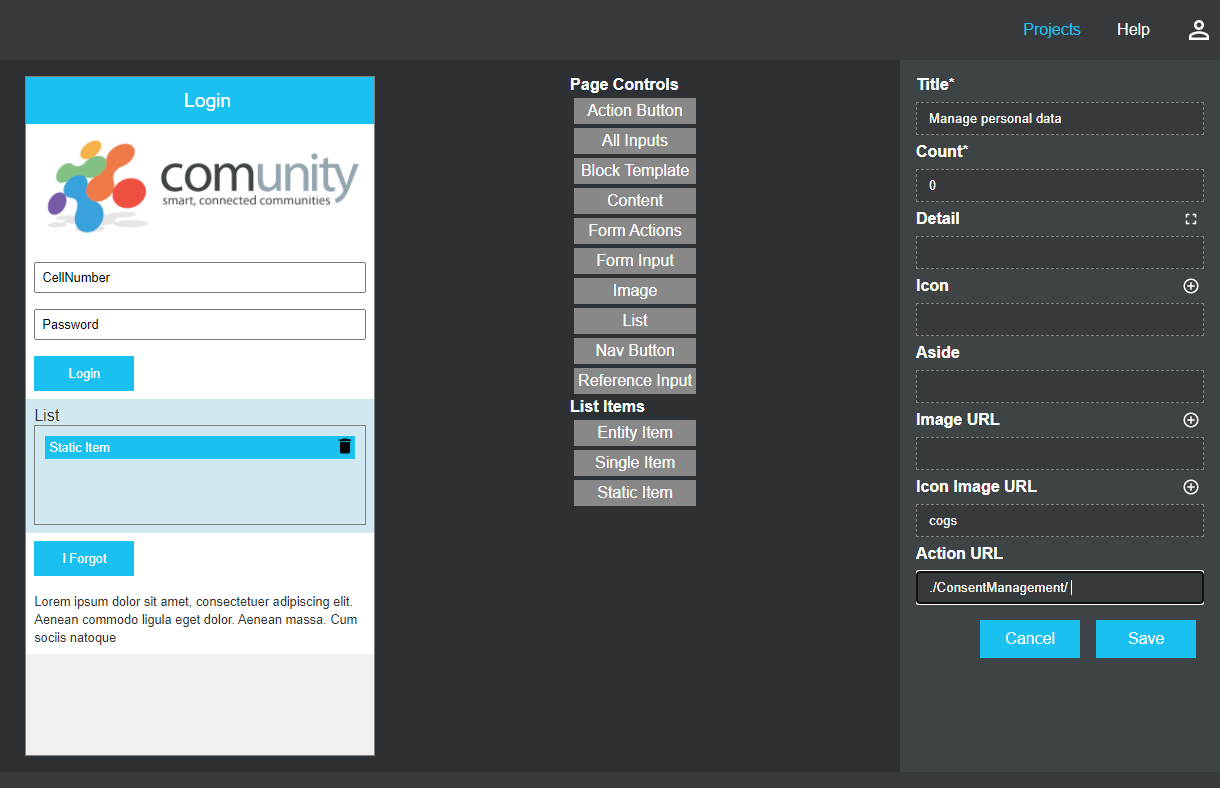 Projects
Help
Login
comunity
smart, connected communities
CellNumber
Password
Login
List
Static Item
I Forgot
Lorem ipsum dolor sit amet, consectetuer adipiscing elit.
Aenean commodo ligula eget dolor. Aenean massa. Cum
sociis natoque
Page Controls
Action Button
All Inputs
Block Template
Content
Form Actions
Form Input
Image
List
Nav Button
Reference Input
List Items
Entity Item
Single Item
Static Item
Title*
Manage personal data
Count*
0
Detail
Icon
Aside
Image URL
Icon Image URL
cogs
Action URL
./ConsentManagement/
Cancel
Save